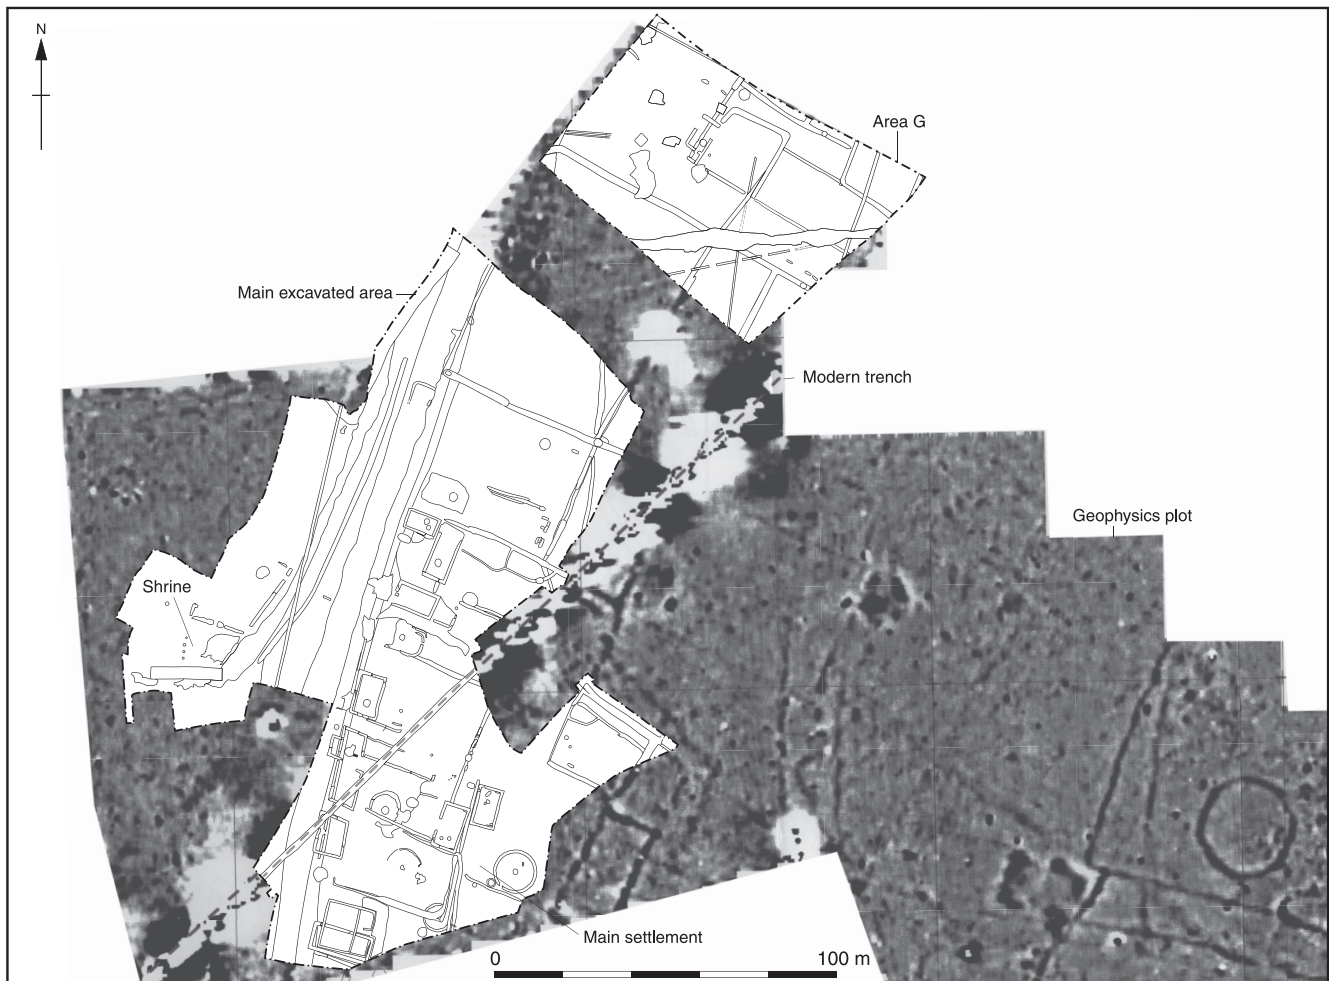 N
Area G
Main excavated area
Modern trench
Geophysics plot
Shrine
Main settlement
0 100 m